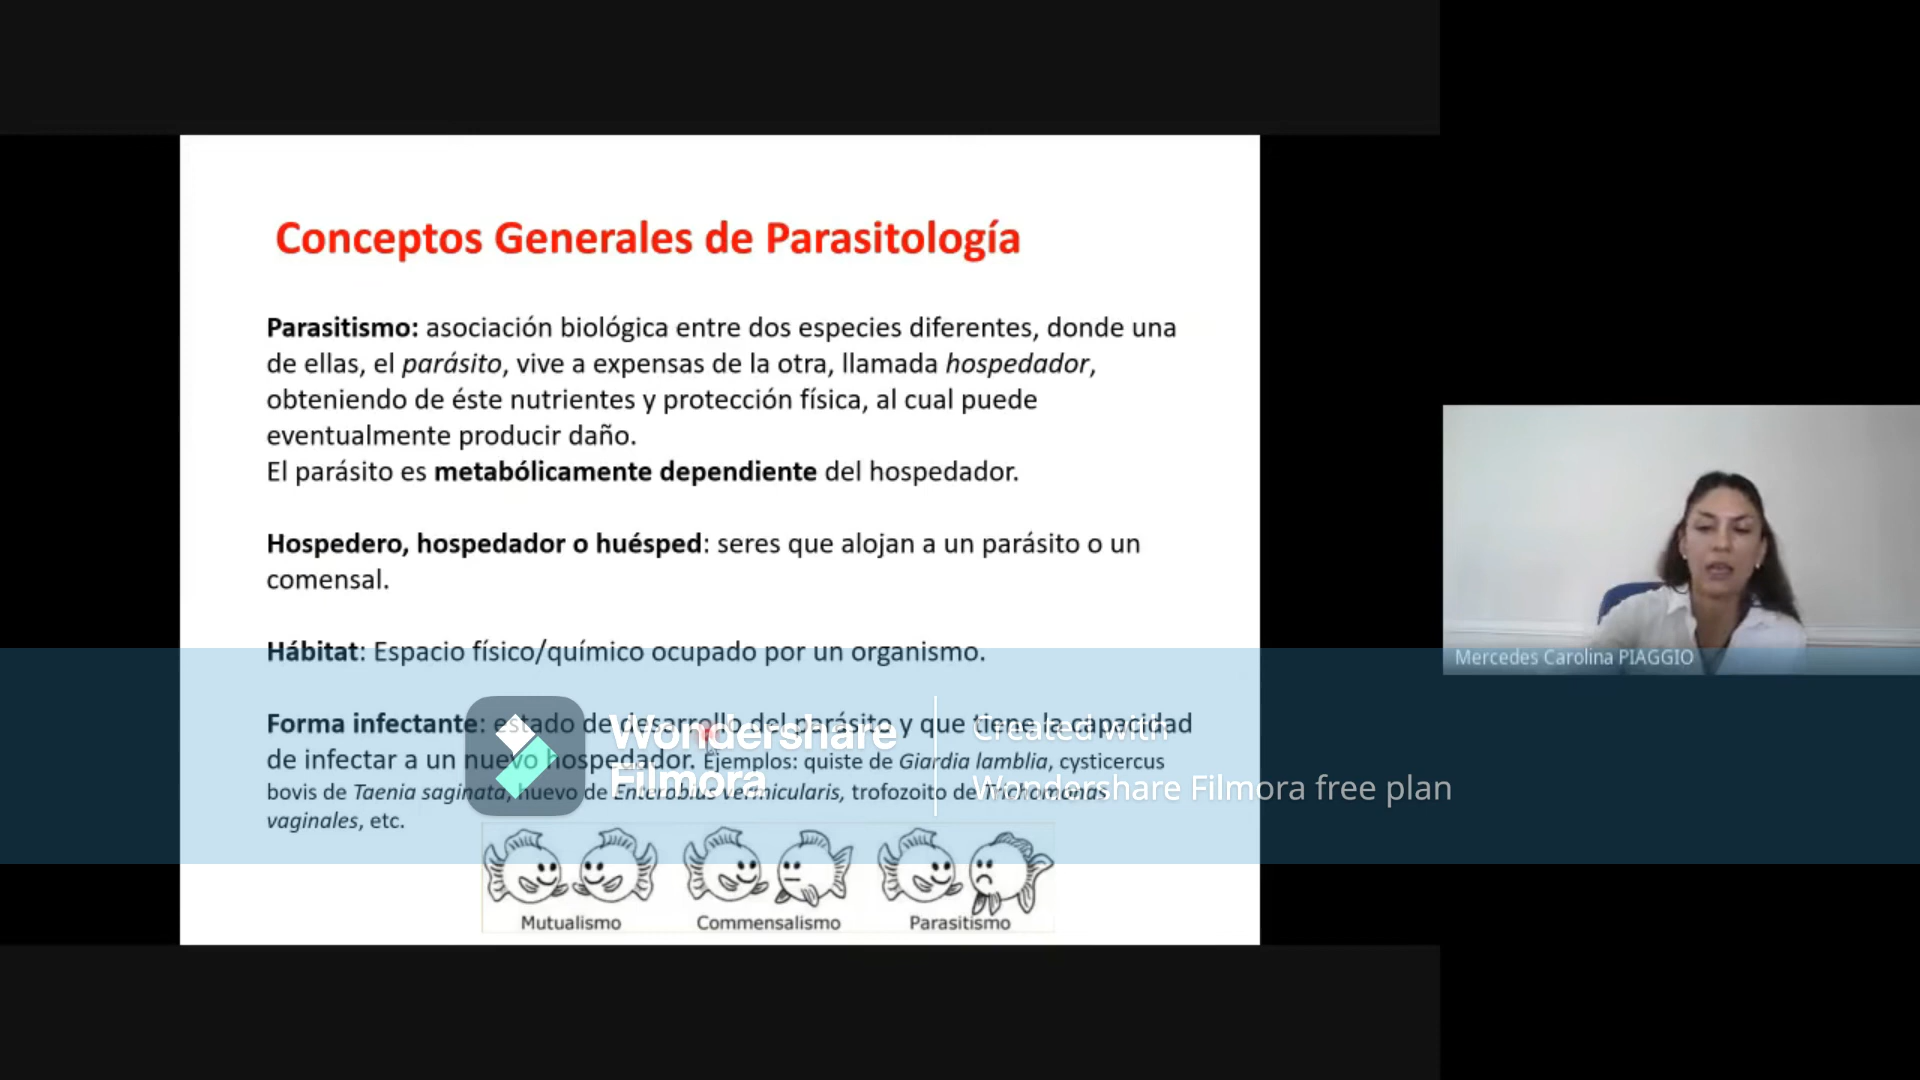 Conceptos Generales de Parasitología
Parasitismo: asociación biológica entre dos especies diferentes, donde una
de ellas, el parásito, vive a expensas de la otra, llamada hospedador,
obteniendo de éste nutrientes y protección física, al cual puede
eventualmente producir daño.
El parásito es metabólicamente dependiente del hospedador.
Hospedero, hospedador o huésped: seres que alojan a un parásito o un
comensal.
Hábitat: Espacio físico/químico ocupado por un organismo.
Forma infectante: estado de desarrollo del parásito y que tiene la capacidad
de infectar a un nuevo hospedador. Ejemplos: quiste de Giardia lamblia, cysticercus
bovis de Taenia saginata, huevo de Enterobius vermicularis, trofozoito de Trichomonas
vaginales, etc.
Mutualismo
Commensalismo
Parasitismo
Mercedes Carolina PIAGGIO
Wondershare
Filmora
Created with
Wondershare Filmora free plan